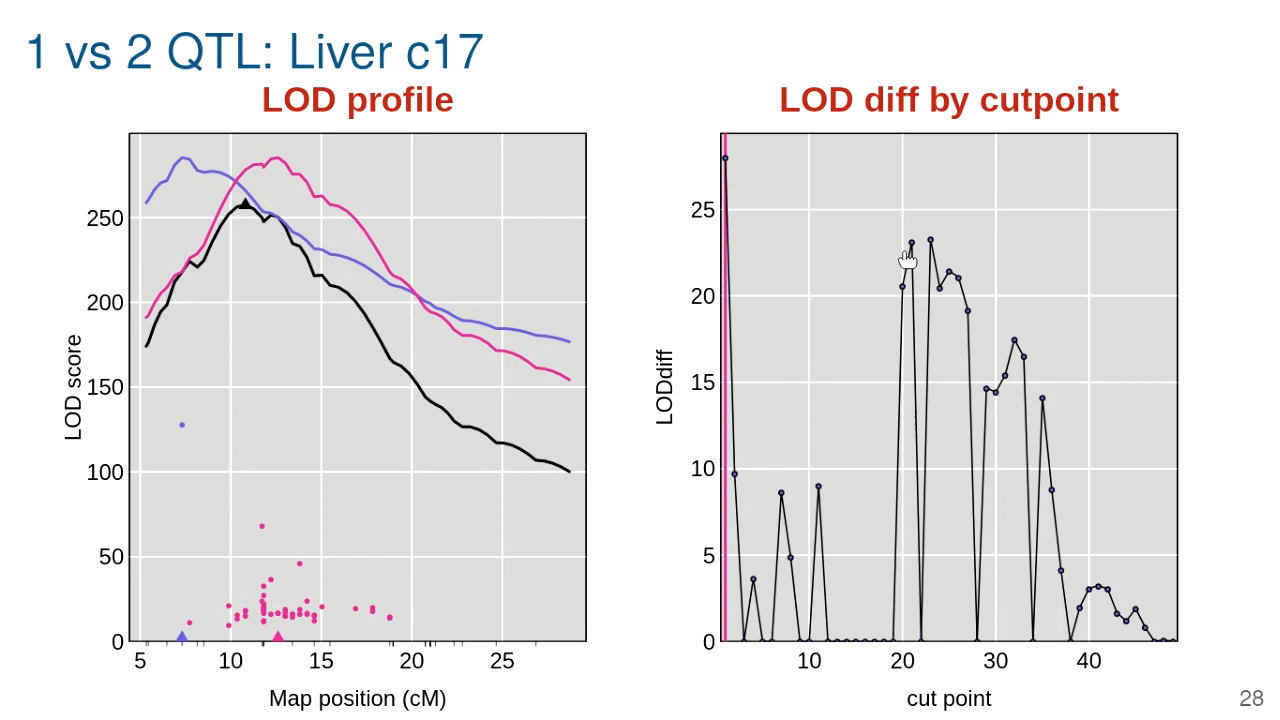 1 vs 2 QTL: Liver c17
LOD profile
LOD diff by cutpoint
LOD score
250
200
150
100
50
0
5 10 15 20 25
Map position (cM)
LODdiff
25
20
15
10
5
0
10 20 30 40
cut point
28